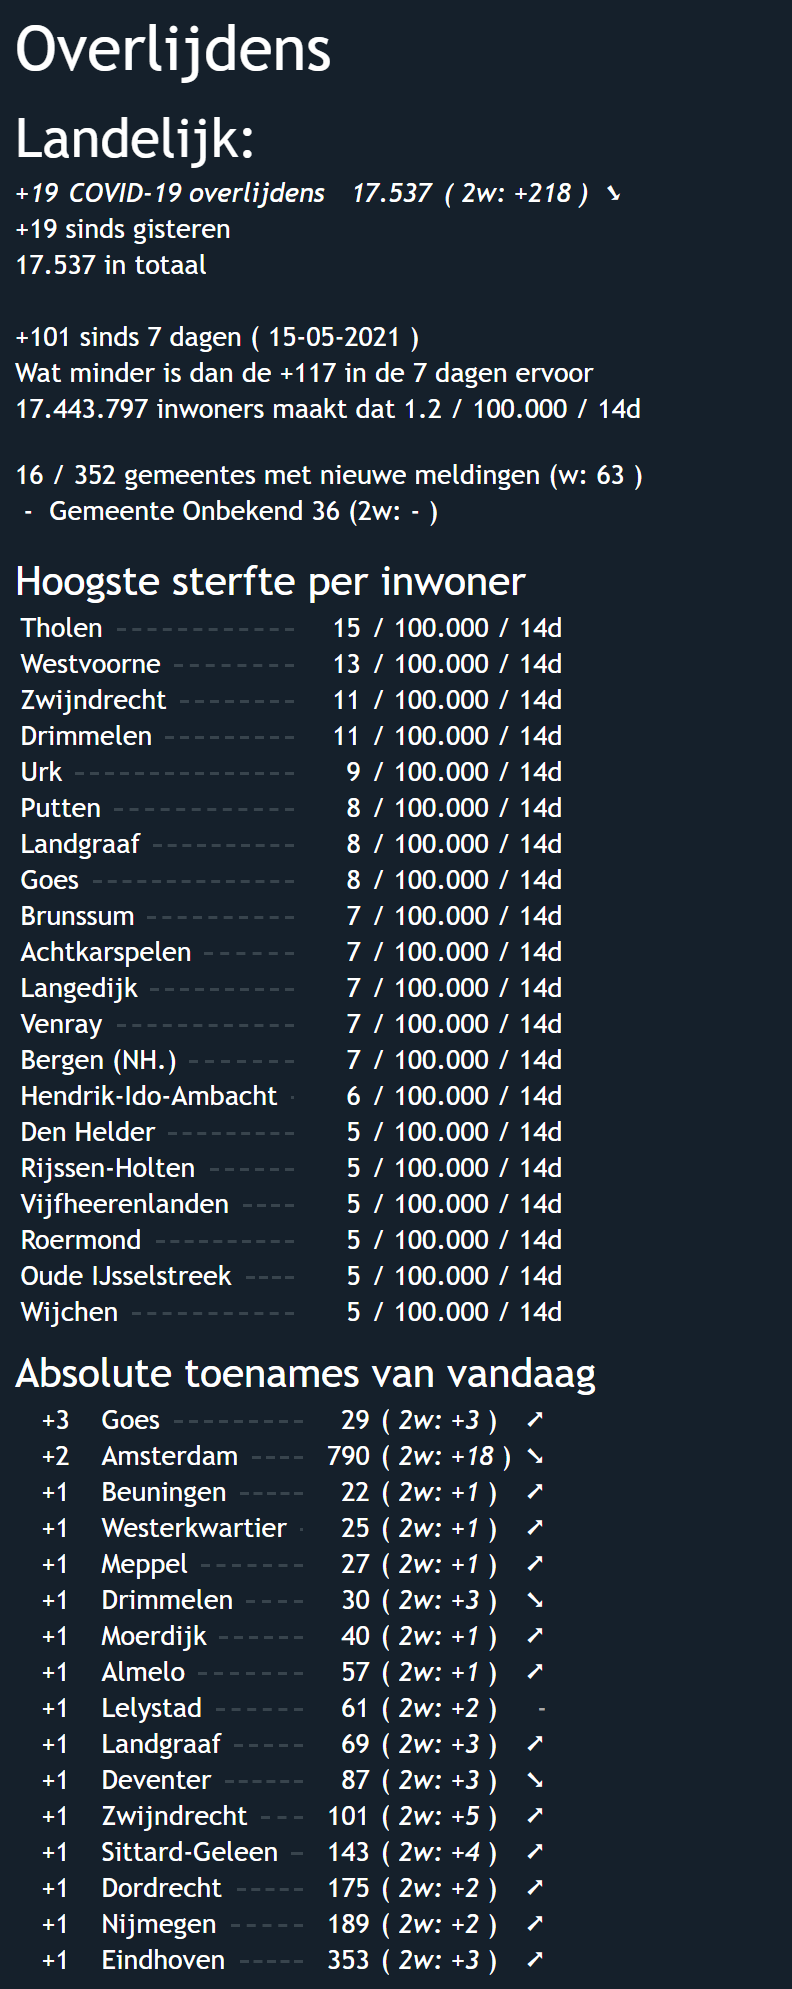 Overlijdens
Landelijk:
+19 COVID-19 overlijdens 17.537 ( 2w: +218 ) ➘
+19 sinds gisteren
17.537 in totaal
+101 sinds 7 dagen ( 15-05-2021 )
Wat minder is dan de +117 in de 7 dagen ervoor
17.443.797 inwoners maakt dat 1.2 / 100.000 / 14d
16 / 352 gemeentes met nieuwe meldingen (w: 63 )
- Gemeente Onbekend 36 (2w: - )
Hoogste sterfte per inwoner
Tholen ------------ 15 / 100.000 / 14d
Westvoorne -------- 13 / 100.000 / 14d
Zwijndrecht -------- 11 / 100.000 / 14d
Drimmelen --------- 11 / 100.000 / 14d
Urk --------------- 9 / 100.000 / 14d
Putten ------------ 8 / 100.000 / 14d
Landgraaf ---------- 8 / 100.000 / 14d
Goes -------------- 8 / 100.000 / 14d
Brunssum ---------- 7 / 100.000 / 14d
Achtkarspelen ------ 7 / 100.000 / 14d
Langedijk ---------- 7 / 100.000 / 14d
Venray ------------ 7 / 100.000 / 14d
Bergen (NH.) ------- 7 / 100.000 / 14d
Hendrik-Ido-Ambacht - 6 / 100.000 / 14d
Den Helder --------- 5 / 100.000 / 14d
Rijssen-Holten ------ 5 / 100.000 / 14d
Vijfheerenlanden ---- 5 / 100.000 / 14d
Roermond ---------- 5 / 100.000 / 14d
Oude IJsselstreek ---- 5 / 100.000 / 14d
Wijchen ----------- 5 / 100.000 / 14d
Absolute toenames van vandaag
+3 Goes --------- 29 ( 2w: +3 ) ➚
+2 Amsterdam ---- 790 ( 2w: +18 ) ➘
+1 Beuningen ----- 22 ( 2w: +1 ) ➚
+1 Westerkwartier - 25 ( 2w: +1 ) ➚
+1 Meppel ------- 27 ( 2w: +1 ) ➚
+1 Drimmelen ---- 30 ( 2w: +3 ) ➘
+1 Moerdijk ------ 40 ( 2w: +1 ) ➚
+1 Almelo ------- 57 ( 2w: +1 ) ➚
+1 Lelystad ------ 61 ( 2w: +2 ) -
+1 Landgraaf ----- 69 ( 2w: +3 ) ➚
+1 Deventer ------ 87 ( 2w: +3 ) ➘
+1 Zwijndrecht --- 101 ( 2w: +5 ) ➚
+1 Sittard-Geleen - 143 ( 2w: +4 ) ➚
+1 Dordrecht ----- 175 ( 2w: +2 ) ➚
+1 Nijmegen ----- 189 ( 2w: +2 ) ➚
+1 Eindhoven ----- 353 ( 2w: +3 ) ➚